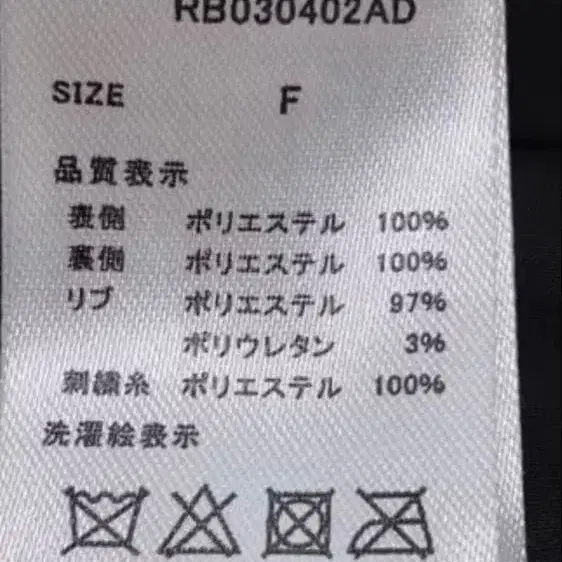 RB030402AD
SIZE F
品質表示
表側 ポリエステル 100%
裏側 ポリエステル 100%
リブ ポリエステル 97%
ポリウレタン 3%
刺繍糸 ポリエステル 100%
洗濯絵表示